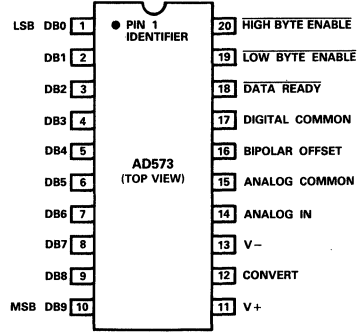 LSB DB0 1 PIN 1 20 HIGH BYTE ENABLE
IDENTIFIER
DB1 2 19 LOW BYTE ENABLE
DB2 3 18 DATA READY
DB3 4 17 DIGITAL COMMON
DB4 5 16 BIPOLAR OFFSET
AD573
(TOP VIEW)
DB5 6 15 ANALOG COMMON
DB6 7 14 ANALOG IN
DB7 8 13 V−
DB8 9 12 CONVERT
MSB DB9 10 11 V+